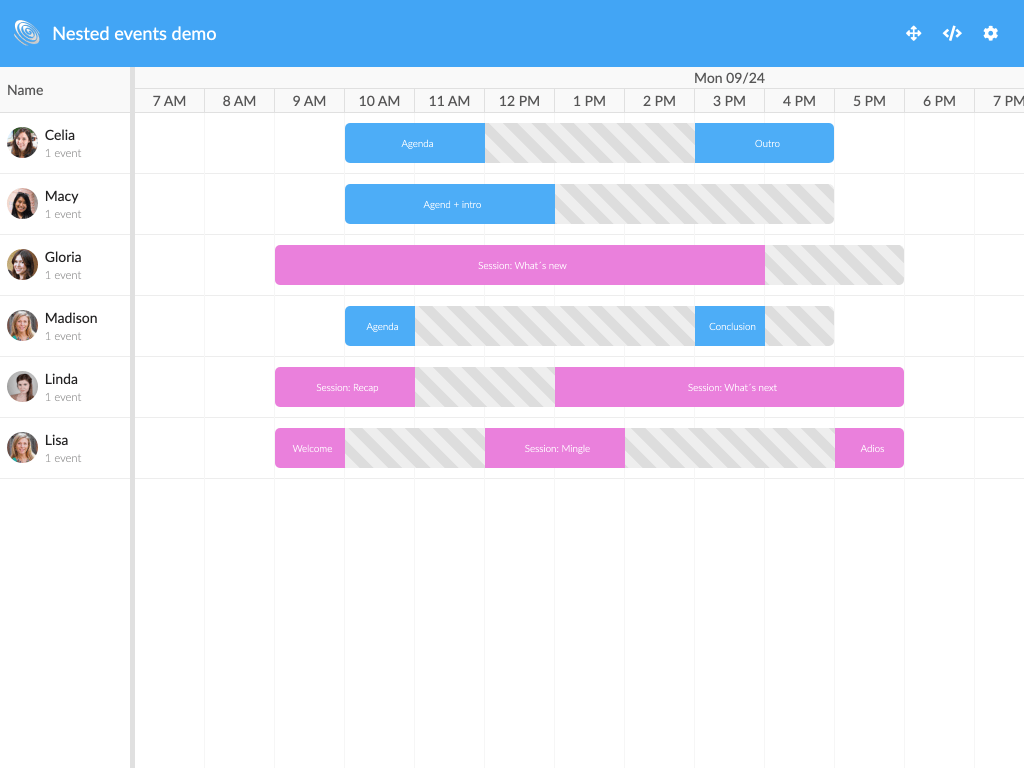 Nested events demo
Name
Mon 09/24
7 AM 8 AM 9 AM 10 AM 11 AM 12 PM 1 PM 2 PM 3 PM 4 PM 5 PM 6 PM 7 PM
Celia
1 event
Agenda Outro
Macy
1 event
Agend + intro
Gloria
1 event
Session: What´s new
Madison
1 event
Agenda Conclusion
Linda
1 event
Session: Recap Session: What´s next
Lisa
1 event
Welcome Session: Mingle Adios